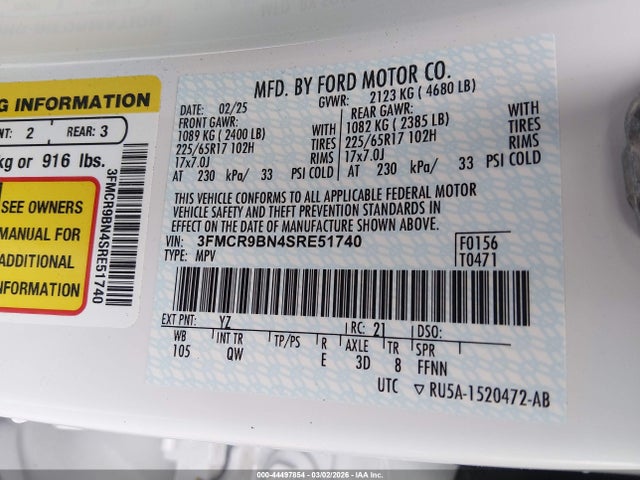 G INFORMATION
NT: 2 REAR: 3
kg or 916 lbs.
SEE OWNERS
MANUAL FOR
ADDITIONAL
INFORMATION
3FMCR9BN4SRE51740
MFD. BY FORD MOTOR CO.
DATE: 02/25 GVWR: 2123 KG ( 4680 LB)
FRONT GAWR: REAR GAWR:
1089 KG (2400 LB) WITH 1082 KG (2385 LB) WITH
225/65R17 102H TIRES 225/65R17 102H TIRES
17x7.0J RIMS 17x7.0J RIMS
AT 230 kPa/ 33 PSI COLD AT 230 kPa/ 33 PSI COLD
THIS VEHICLE CONFORMS TO ALL APPLICABLE FEDERAL MOTOR
VEHICLE SAFETY AND THEFT PREVENTION STANDARDS IN
EFFECT ON THE DATE OF MANUFACTURE SHOWN ABOVE.
VIN: 3FMCR9BN4SRE51740 F0156
TYPE: MPV T0471
EXT PNT: YZ RC: 21 DSO:
WB INT TR TP/PS R AXLE TR SPR
105 QW E 3D 8 FFNN
UTC ▽ RU5A-1520472-AB
000-44497854 | 03/02/2026 - IAA Inc.